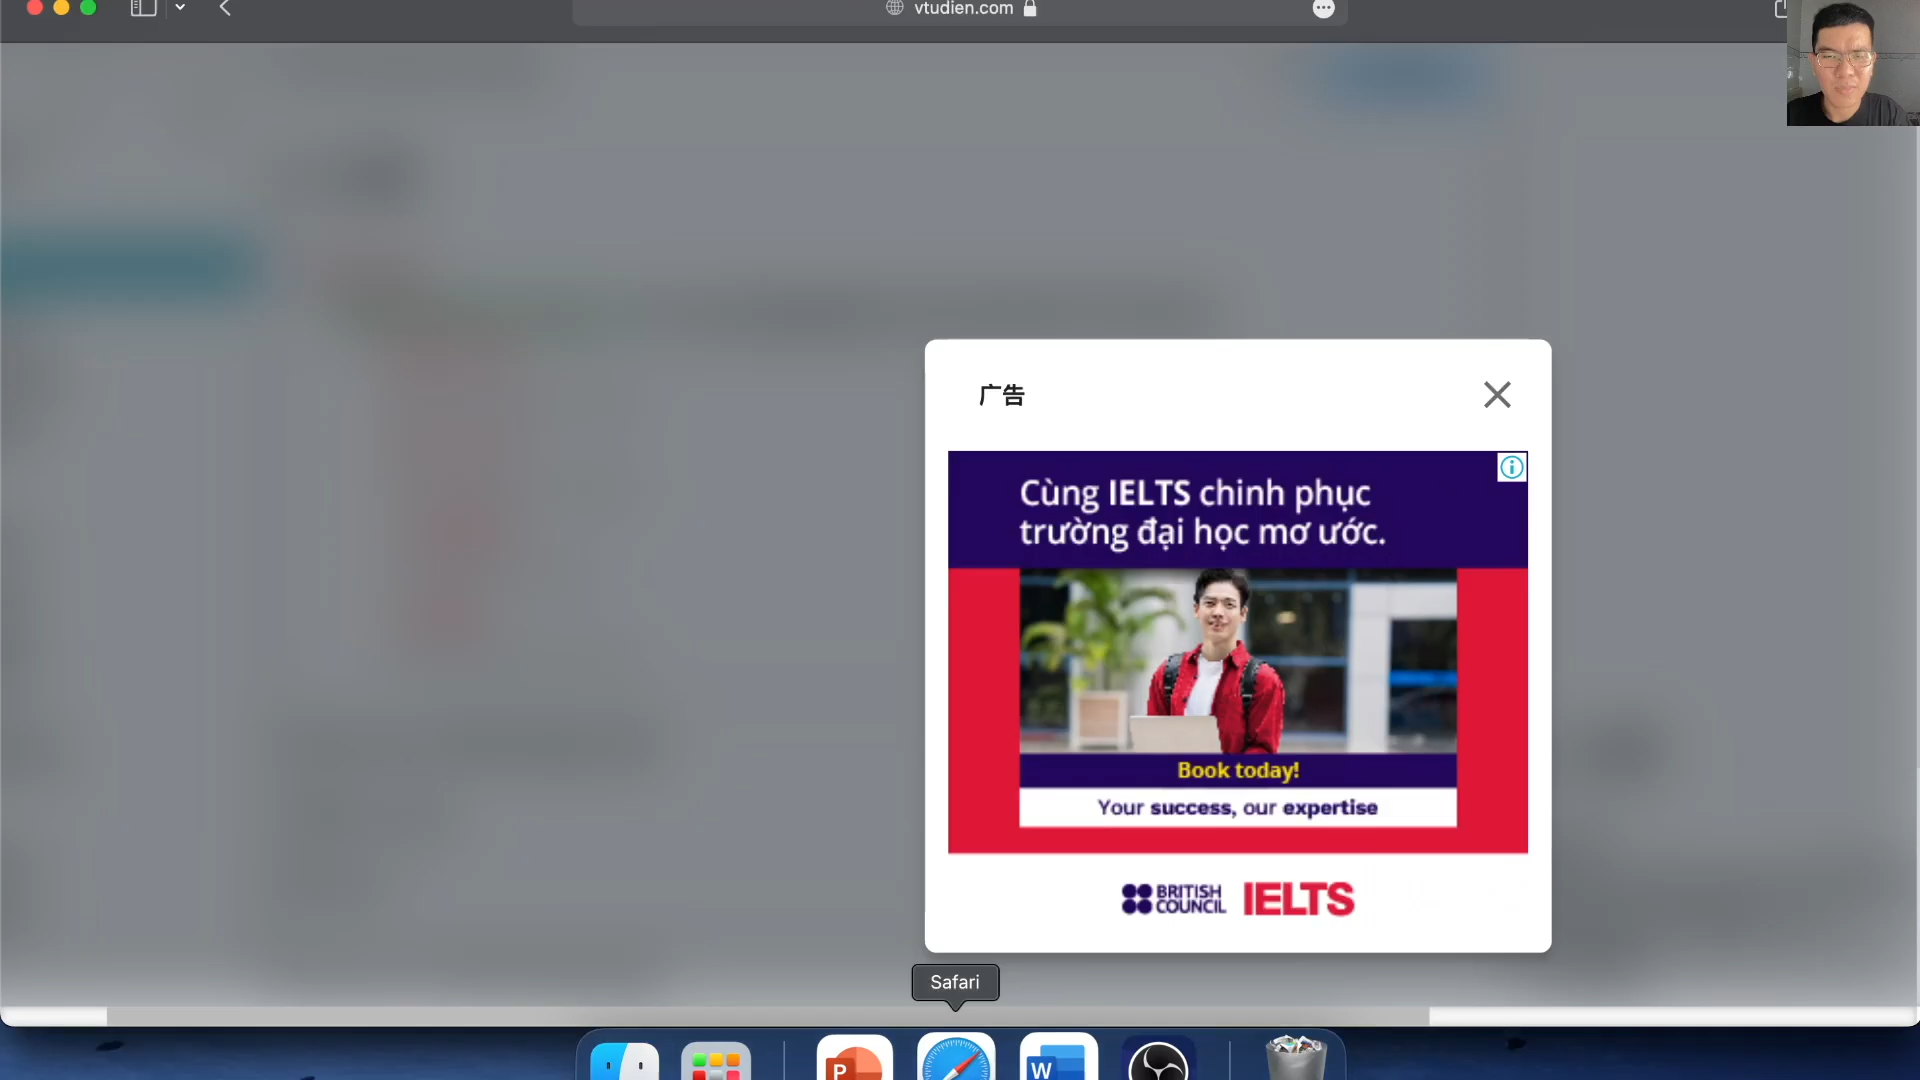 vtudien.com
广告
Cùng IELTS chinh phục
trường đại học mơ ước.
Book today!
Your success, our expertise
BRITISH
COUNCIL
IELTS
Safari
P
W